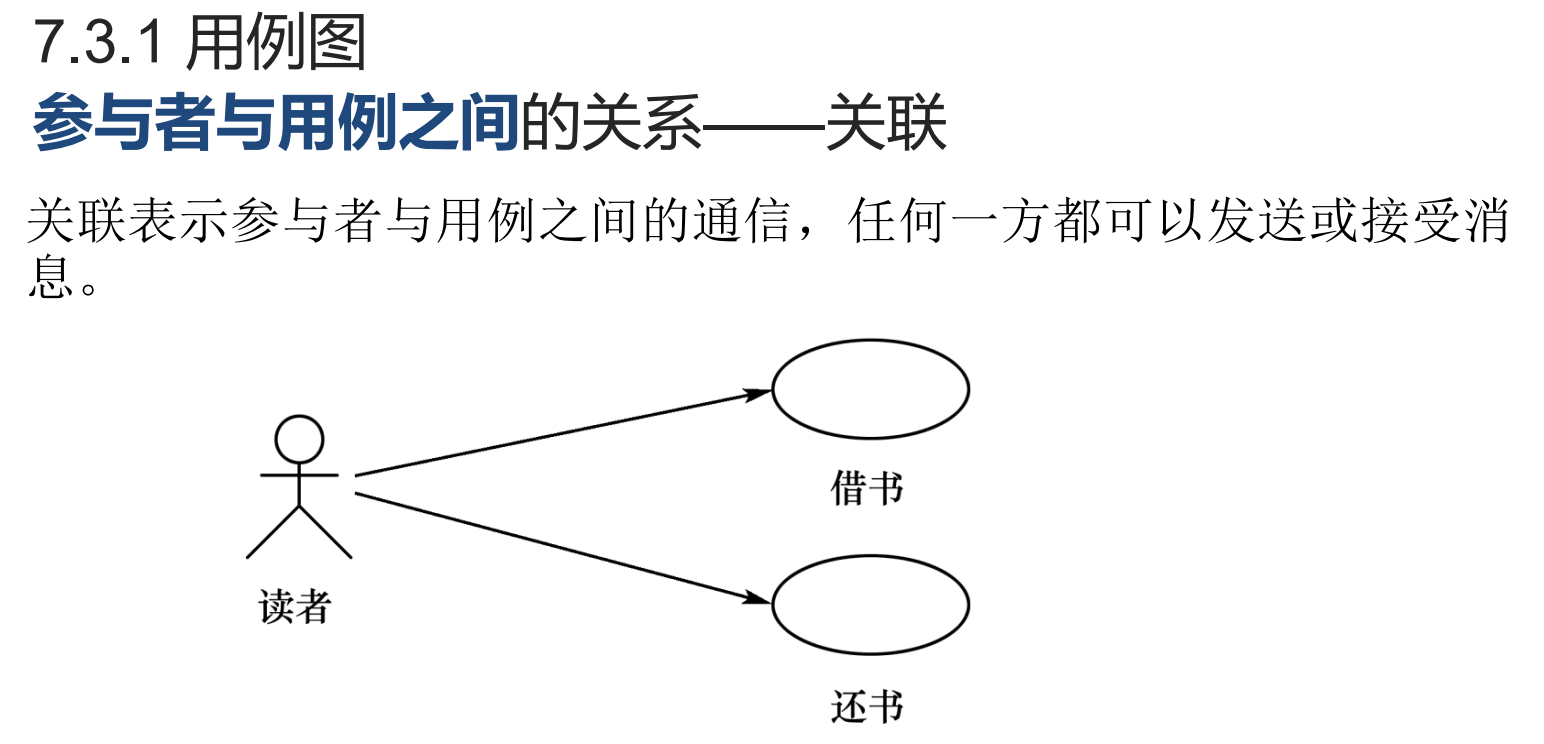 7.3.1 用例图
参与者与用例之间的关系——关联
关联表示参与者与用例之间的通信，任何一方都可以发送或接受消
息。
借书
读者
还书